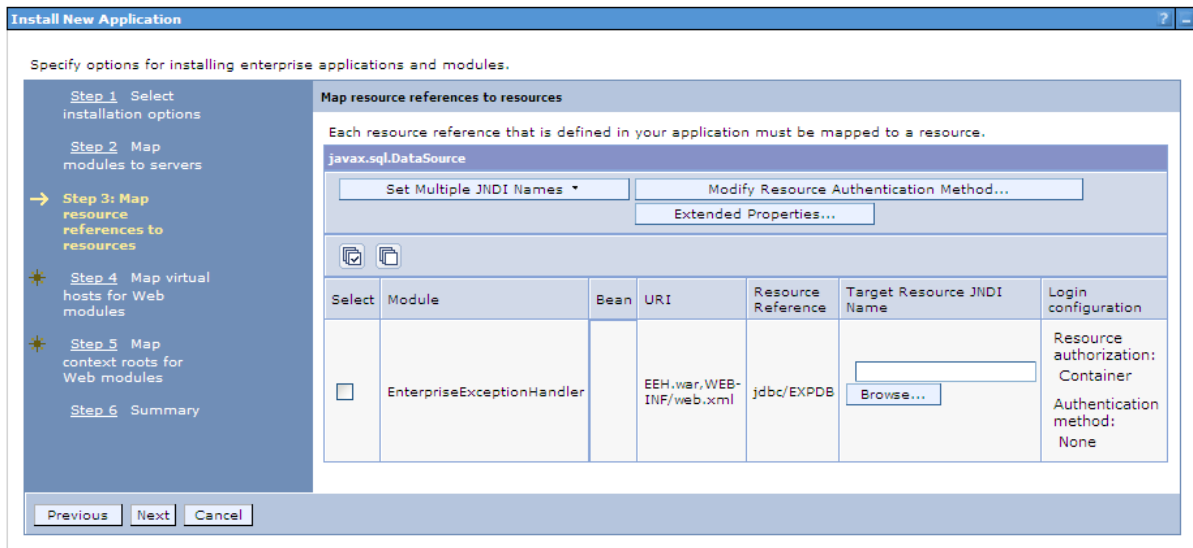 Install New Application
? –
Specify options for installing enterprise applications and modules.
Step 1 Select
installation options
Step 2 Map
modules to servers
Step 3: Map
resource
references to
resources
Step 4 Map virtual
hosts for Web
modules
Step 5 Map
context roots for
Web modules
Step 6 Summary
Map resource references to resources
Each resource reference that is defined in your application must be mapped to a resource.
javax.sql.DataSource
Set Multiple JNDI Names
Modify Resource Authentication Method...
Extended Properties...
Select Module Bean URI Resource Reference Target Resource JNDI Name Login configuration
EnterpriseExceptionHandler
EEH.war,WEB-
INF/web.xml
jdbc/EXPDB
Browse...
Resource
authorization:
Container
Authentication
method:
None
Previous Next Cancel